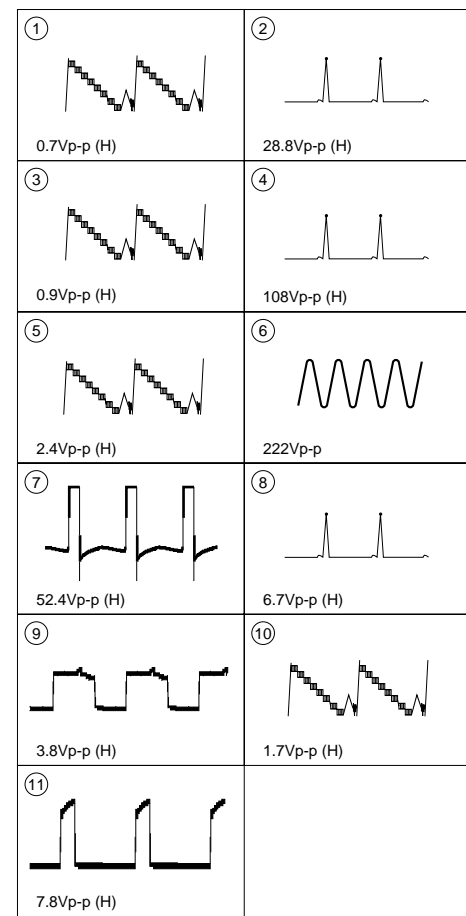 1
0.7Vp-p (H)
2
28.8Vp-p (H)
3
0.9Vp-p (H)
4
108Vp-p (H)
5
2.4Vp-p (H)
6
222Vp-p
7
52.4Vp-p (H)
8
6.7Vp-p (H)
9
3.8Vp-p (H)
10
1.7Vp-p (H)
11
7.8Vp-p (H)